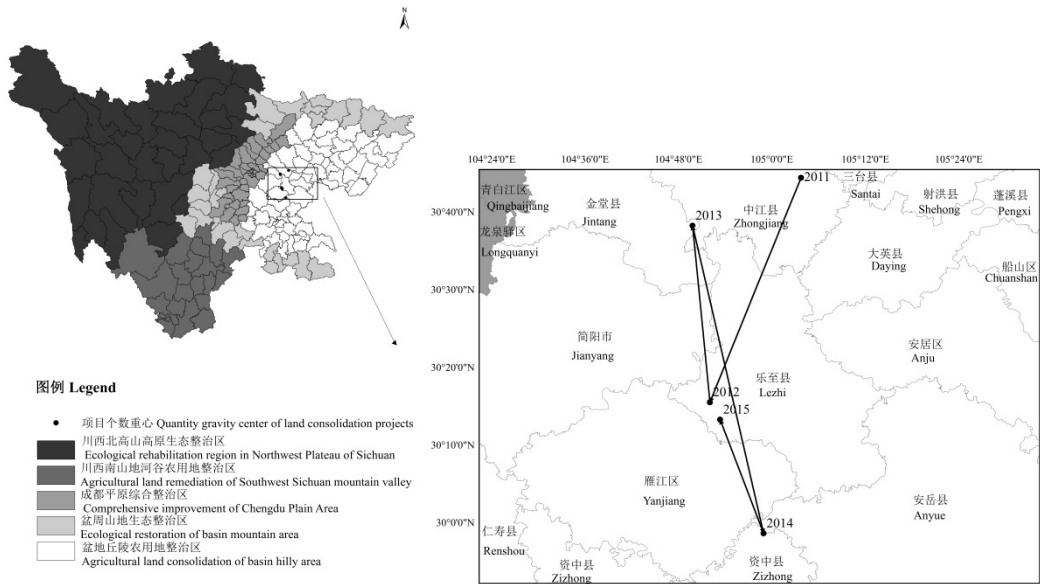 N
图例 Legend
项目个数重心 Quantity gravity center of land consolidation projects
川西北高山高原生态整治区
Ecological rehabilitation region in Northwest Plateau of Sichuan
川西南山地河谷农用地整治区
Agricultural land remediation of Southwest Sichuan mountain valley
成都平原综合整治区
Comprehensive improvement of Chengdu Plain Area
盆周山地生态整治区
Ecological restoration of basin mountain area
盆地丘陵农用地整治区
Agricultural land consolidation of basin hilly area
104°24'0"E 104°36'0"E 104°48'0"E 105°0'0"E 105°12'0"E 105°24'0"E
30°40'0"N
30°30'0"N
30°20'0"N
30°10'0"N
30°0'0"N
青白江区
Qingbaijiang
金堂县
Jintang
2013
中江县
Zhongjiang
2011
三台县
Santai
射洪县
Shehong
蓬溪县
Pengxi
龙泉驿区
Longquanyi
大英县
Daying
船山区
Chuanshan
简阳市
Jianyang
安居区
Anju
乐至县
Lezhi
2012
2015
雁江区
Yanjiang
安岳县
Anyue
2014
仁寿县
Renshou
资中县
Zizhong
资中县
Zizhong